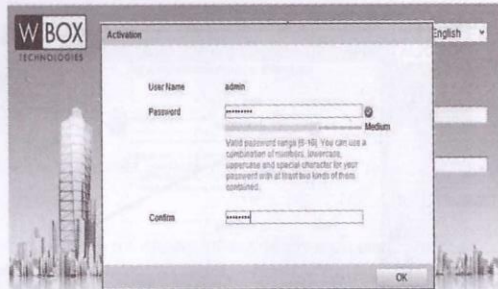 W BOX
TECHNOLOGIES
English
Activation
User Name admin
Password •••••••••
Medium
Valid password range [8-16]. You can use a
combination of numbers, lowercase,
uppercase and special character for your
password with at least two kinds of them
contained.
Confirm •••••••••
OK